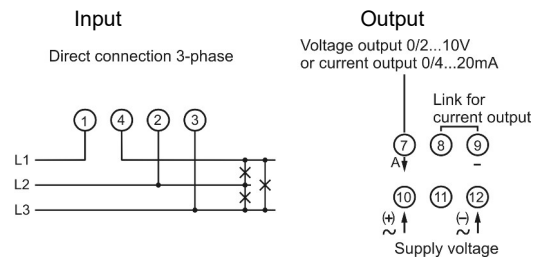 Input
Direct connection 3-phase
1 4 2 3
L1
L2
L3
Output
Voltage output 0/2...10V
or current output 0/4...20mA
Link for
current output
7 8 9
A –
10 11 12
(+) (–)
~ ~
Supply voltage